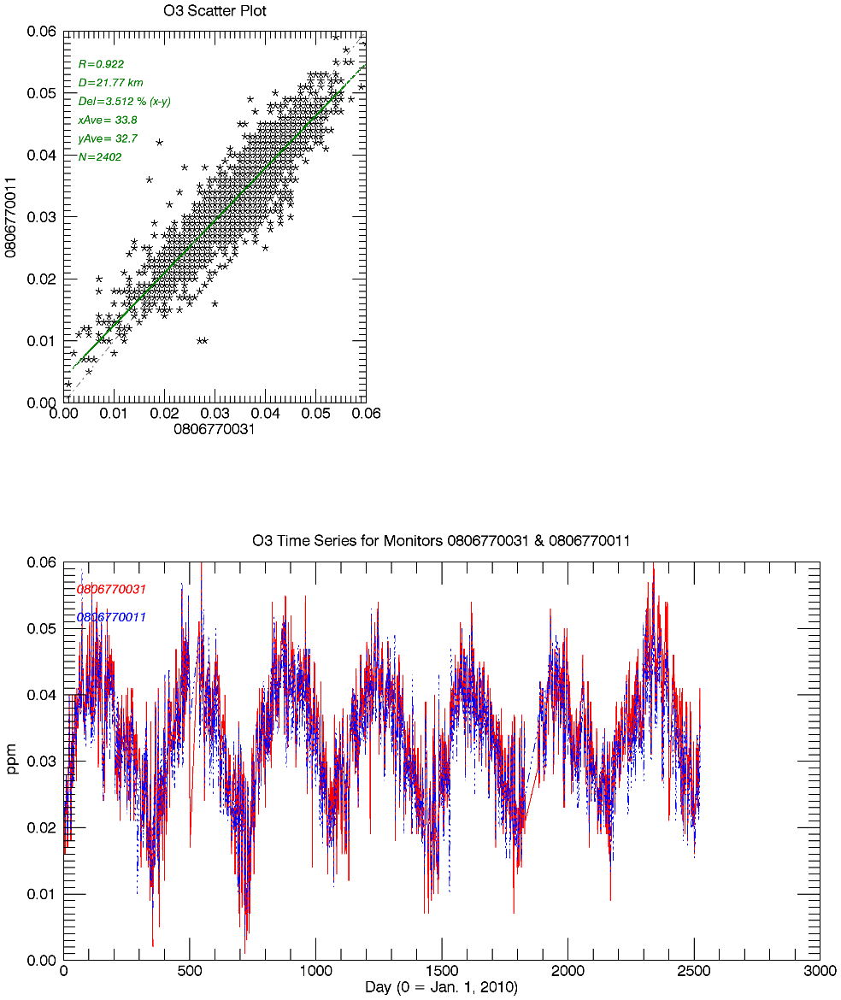 O3 Scatter Plot
0.06
0.05
0.04
0.03
0.02
0.01
0.00
R=0.922
D=21.77 km
Del=3.512 % (x-y)
xAve= 33.8
yAve= 32.7
N=2402
0806770011
0.00 0.01 0.02 0.03 0.04 0.05 0.06
0806770031
O3 Time Series for Monitors 0806770031 & 0806770011
0.06
0.05
0.04
0.03
0.02
0.01
0.00
0806770031
0806770011
ppm
0 500 1000 1500 2000 2500 3000
Day (0 = Jan. 1, 2010)